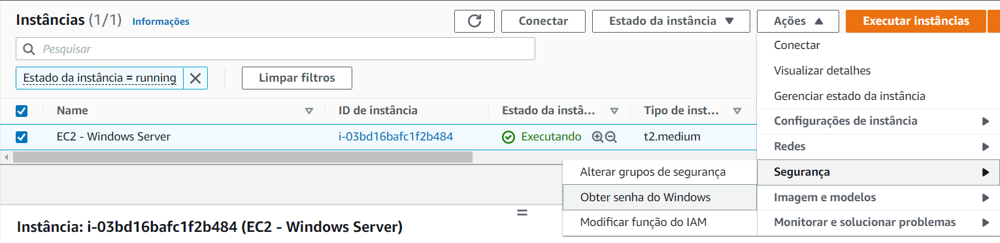 Instâncias (1/1) Informações Conectar Estado da instância Ações Executar instâncias
Pesquisar
Estado da instância = running Limpar filtros
Name ID de instância Estado da instâ... Tipo de inst...
EC2 - Windows Server i-03bd16bafc1f2b484 Executando t2.medium
Conectar
Visualizar detalhes
Gerenciar estado da instância
Configurações de instância
Redes
Segurança
Imagem e modelos
Monitorar e solucionar problemas
Alterar grupos de segurança
Obter senha do Windows
Modificar função do IAM
Instância: i-03bd16bafc1f2b484 (EC2 - Windows Server)